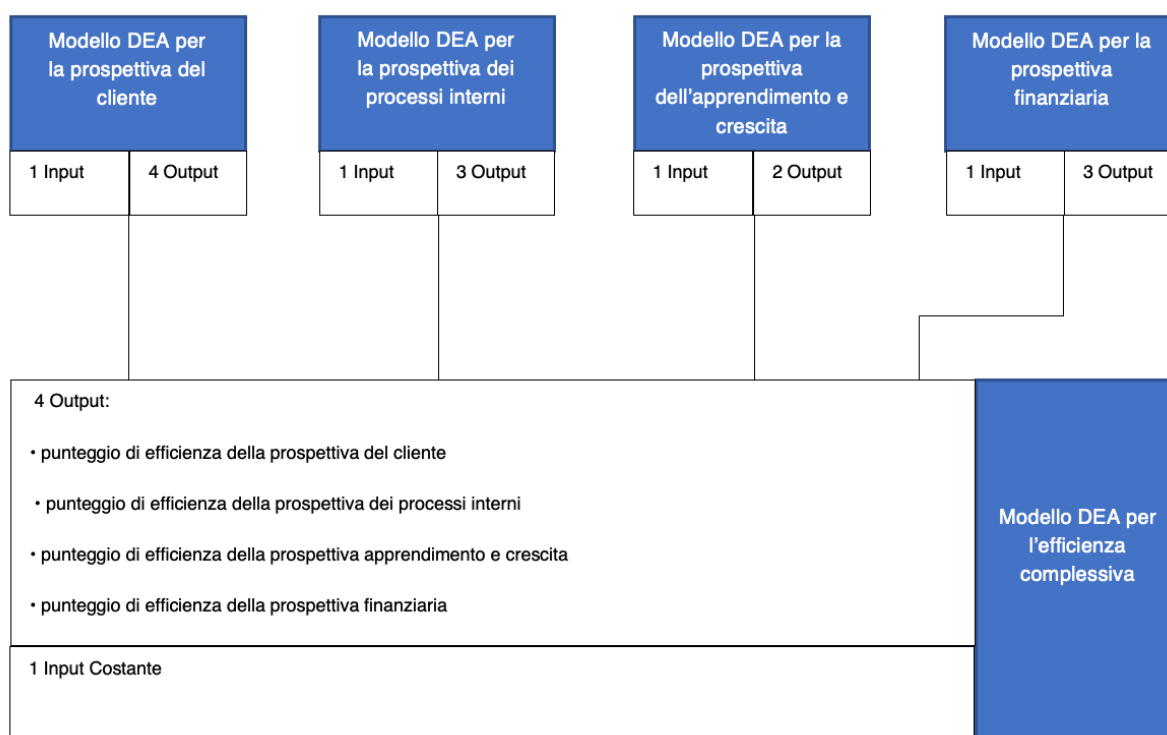 Modello DEA per
la prospettiva del
cliente
Modello DEA per
la prospettiva dei
processi interni
Modello DEA per la
prospettiva
dell'apprendimento e
crescita
Modello DEA per la
prospettiva
finanziaria
1 Input
4 Output
1 Input
3 Output
1 Input
2 Output
1 Input
3 Output
4 Output:
• punteggio di efficienza della prospettiva del cliente
• punteggio di efficienza della prospettiva dei processi interni
• punteggio di efficienza della prospettiva apprendimento e crescita
• punteggio di efficienza della prospettiva finanziaria
Modello DEA per
l'efficienza
complessiva
1 Input Costante